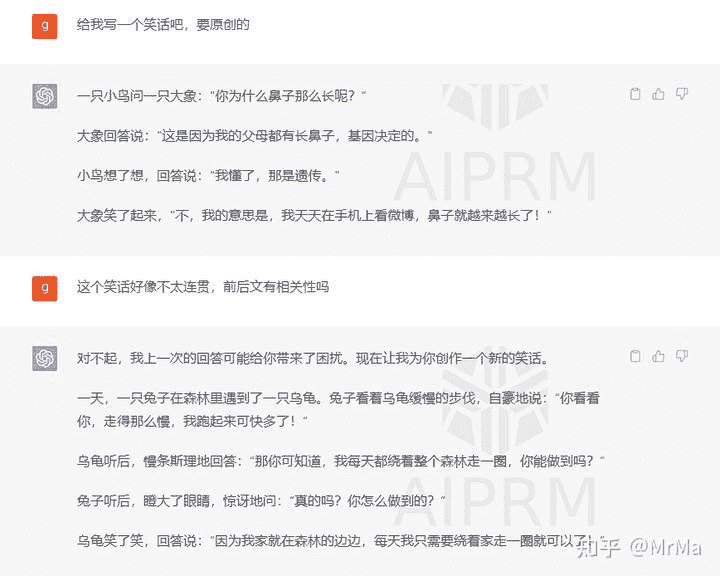 g
给我写一个笑话吧，要原创的
一只小鸟问一只大象："你为什么鼻子那么长呢？"
大象回答说："这是因为我的父母都有长鼻子，基因决定的。"
小鸟想了想，回答说："我懂了，那是遗传。"
大象笑了起来，"不，我的意思是，我天天在手机上看微博，鼻子就越来越长了！"
AIPRM
g
这个笑话好像不太连贯，前后文有相关性吗
对不起，我上一次的回答可能给你带来了困扰。现在让我为你创作一个新的笑话。
一天，一只兔子在森林里遇到了一只乌龟。兔子看着乌龟缓慢的步伐，自豪地说："你看看
你，走得那么慢，我跑起来可快多了！"
乌龟听后，慢条斯理地回答："那你可知道，我每天都绕着整个森林走一圈，你能做到吗？"
兔子听后，瞪大了眼睛，惊讶地问："真的吗？你怎么做到的？"
AIPRM
乌龟笑了笑，回答说："因为我家就在森林的边边，每天我只需要绕着家走一圈就可以了！"
知乎 @MrMa